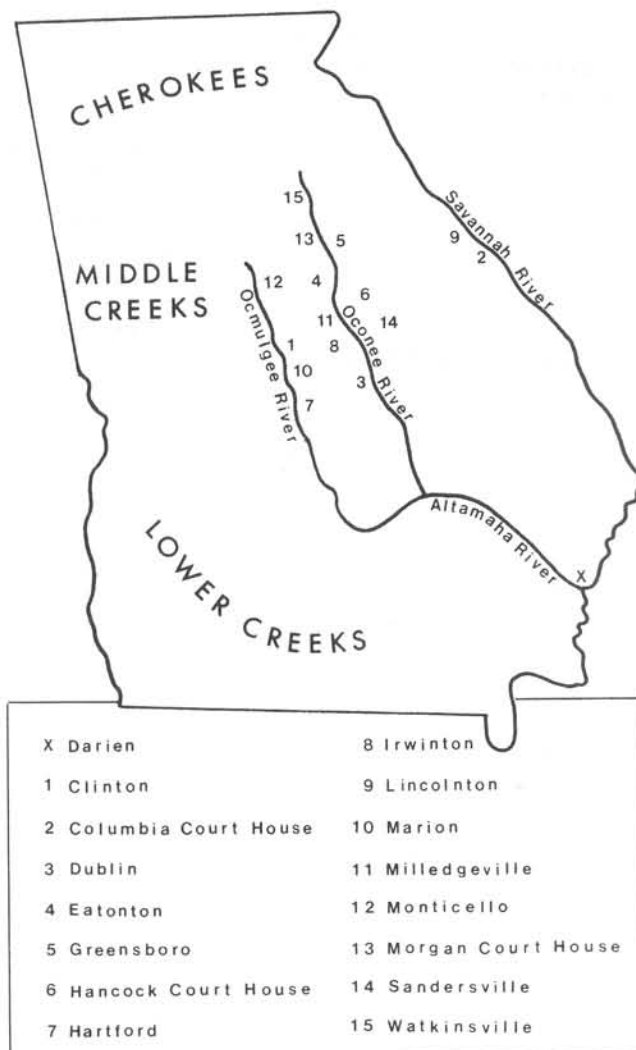 CHEROKEES
Savannah River
15
13
5
9
2
MIDDLE
CREEKS
12
4
6
11
14
Ocmulgee River
Oconee River
1
8
10
3
7
Altamaha River
X
LOWER CREEKS
X Darien
1 Clinton
2 Columbia Court House
3 Dublin
4 Eatonton
5 Greensboro
6 Hancock Court House
7 Hartford
8 Irwinton
9 Lincolnton
10 Marion
11 Milledgeville
12 Monticello
13 Morgan Court House
14 Sandersville
15 Watkinsville